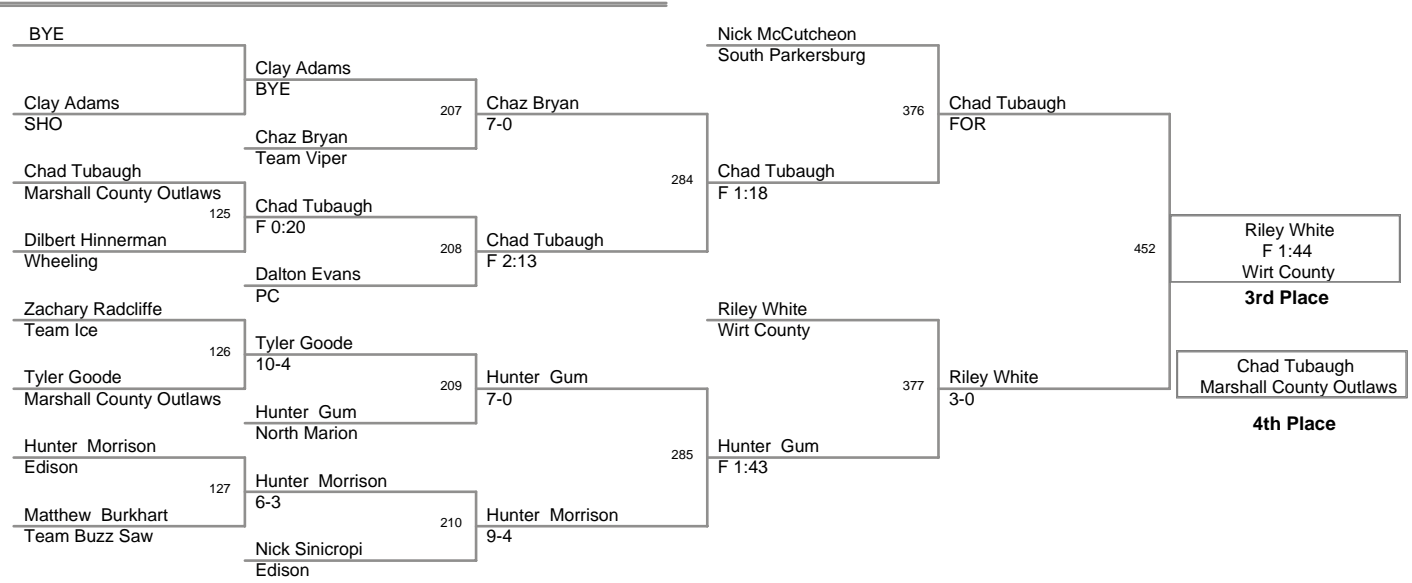 BYE
Clay Adams
SHO
Chad Tubaugh
Marshall County Outlaws
125
Dilbert Hinnerman
Wheeling
Zachary Radcliffe
Team Ice
126
Tyler Goode
Marshall County Outlaws
Hunter Morrison
Edison
127
Matthew Burkhart
Team Buzz Saw
Clay Adams
BYE
207
Chaz Bryan
Team Viper
Chad Tubaugh
F 0:20
208
Dalton Evans
PC
Tyler Goode
10-4
209
Hunter Gum
North Marion
Hunter Morrison
6-3
210
Nick Sinicropi
Edison
Chaz Bryan
7-0
284
Chad Tubaugh
F 2:13
Hunter Gum
7-0
285
Hunter Morrison
9-4
Nick McCutcheon
South Parkersburg
376
Chad Tubaugh
F 1:18
Riley White
Wirt County
377
Hunter Gum
F 1:43
Chad Tubaugh
FOR
452
Riley White
3-0
Riley White
F 1:44
Wirt County
3rd Place
Chad Tubaugh
Marshall County Outlaws
4th Place